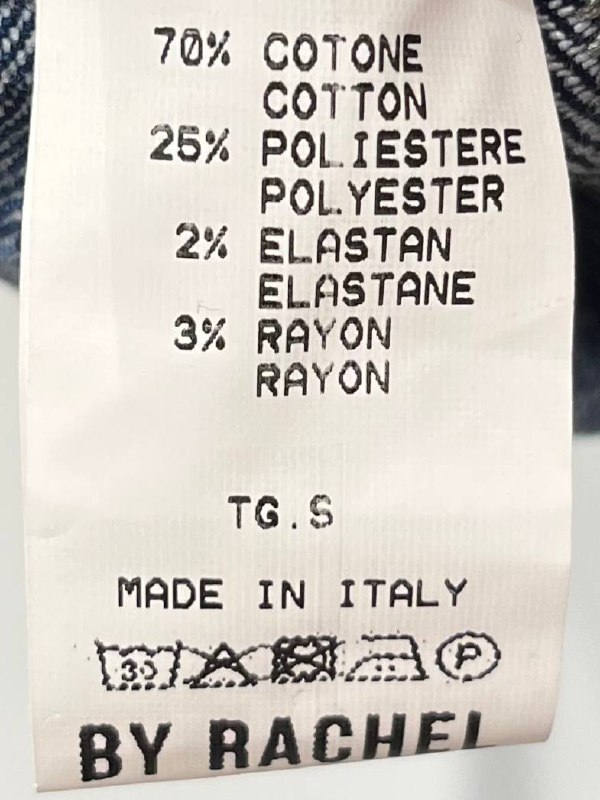 70% COTONE
COTTON
25% POLIESTERE
POLYESTER
2% ELASTAN
ELASTANE
3% RAYON
RAYON
TG.S
MADE IN ITALY
30 P
BY RACHEL